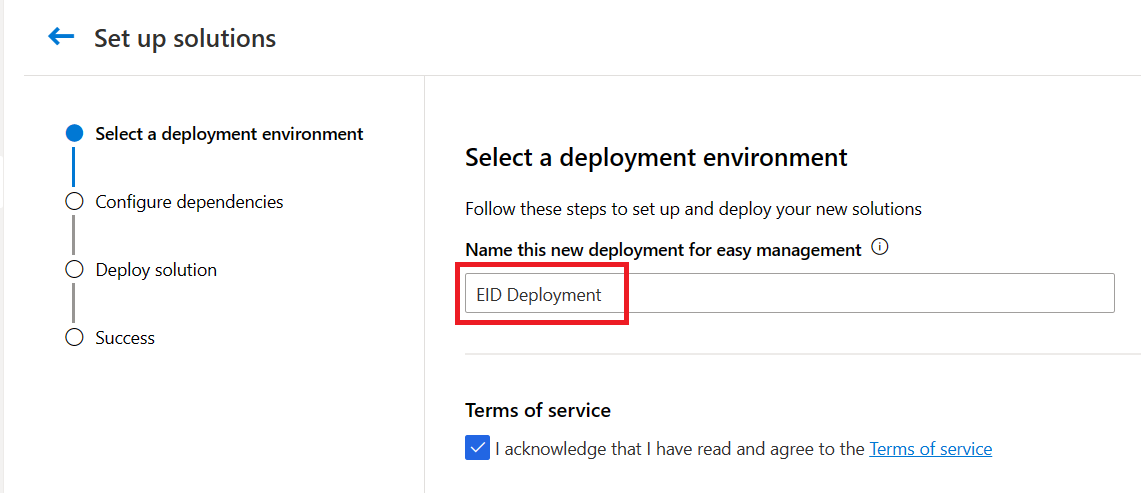 Set up solutions
Select a deployment environment
Configure dependencies
Deploy solution
Success
Select a deployment environment
Follow these steps to set up and deploy your new solutions
Name this new deployment for easy management
EID Deployment
Terms of service
I acknowledge that I have read and agree to the Terms of service